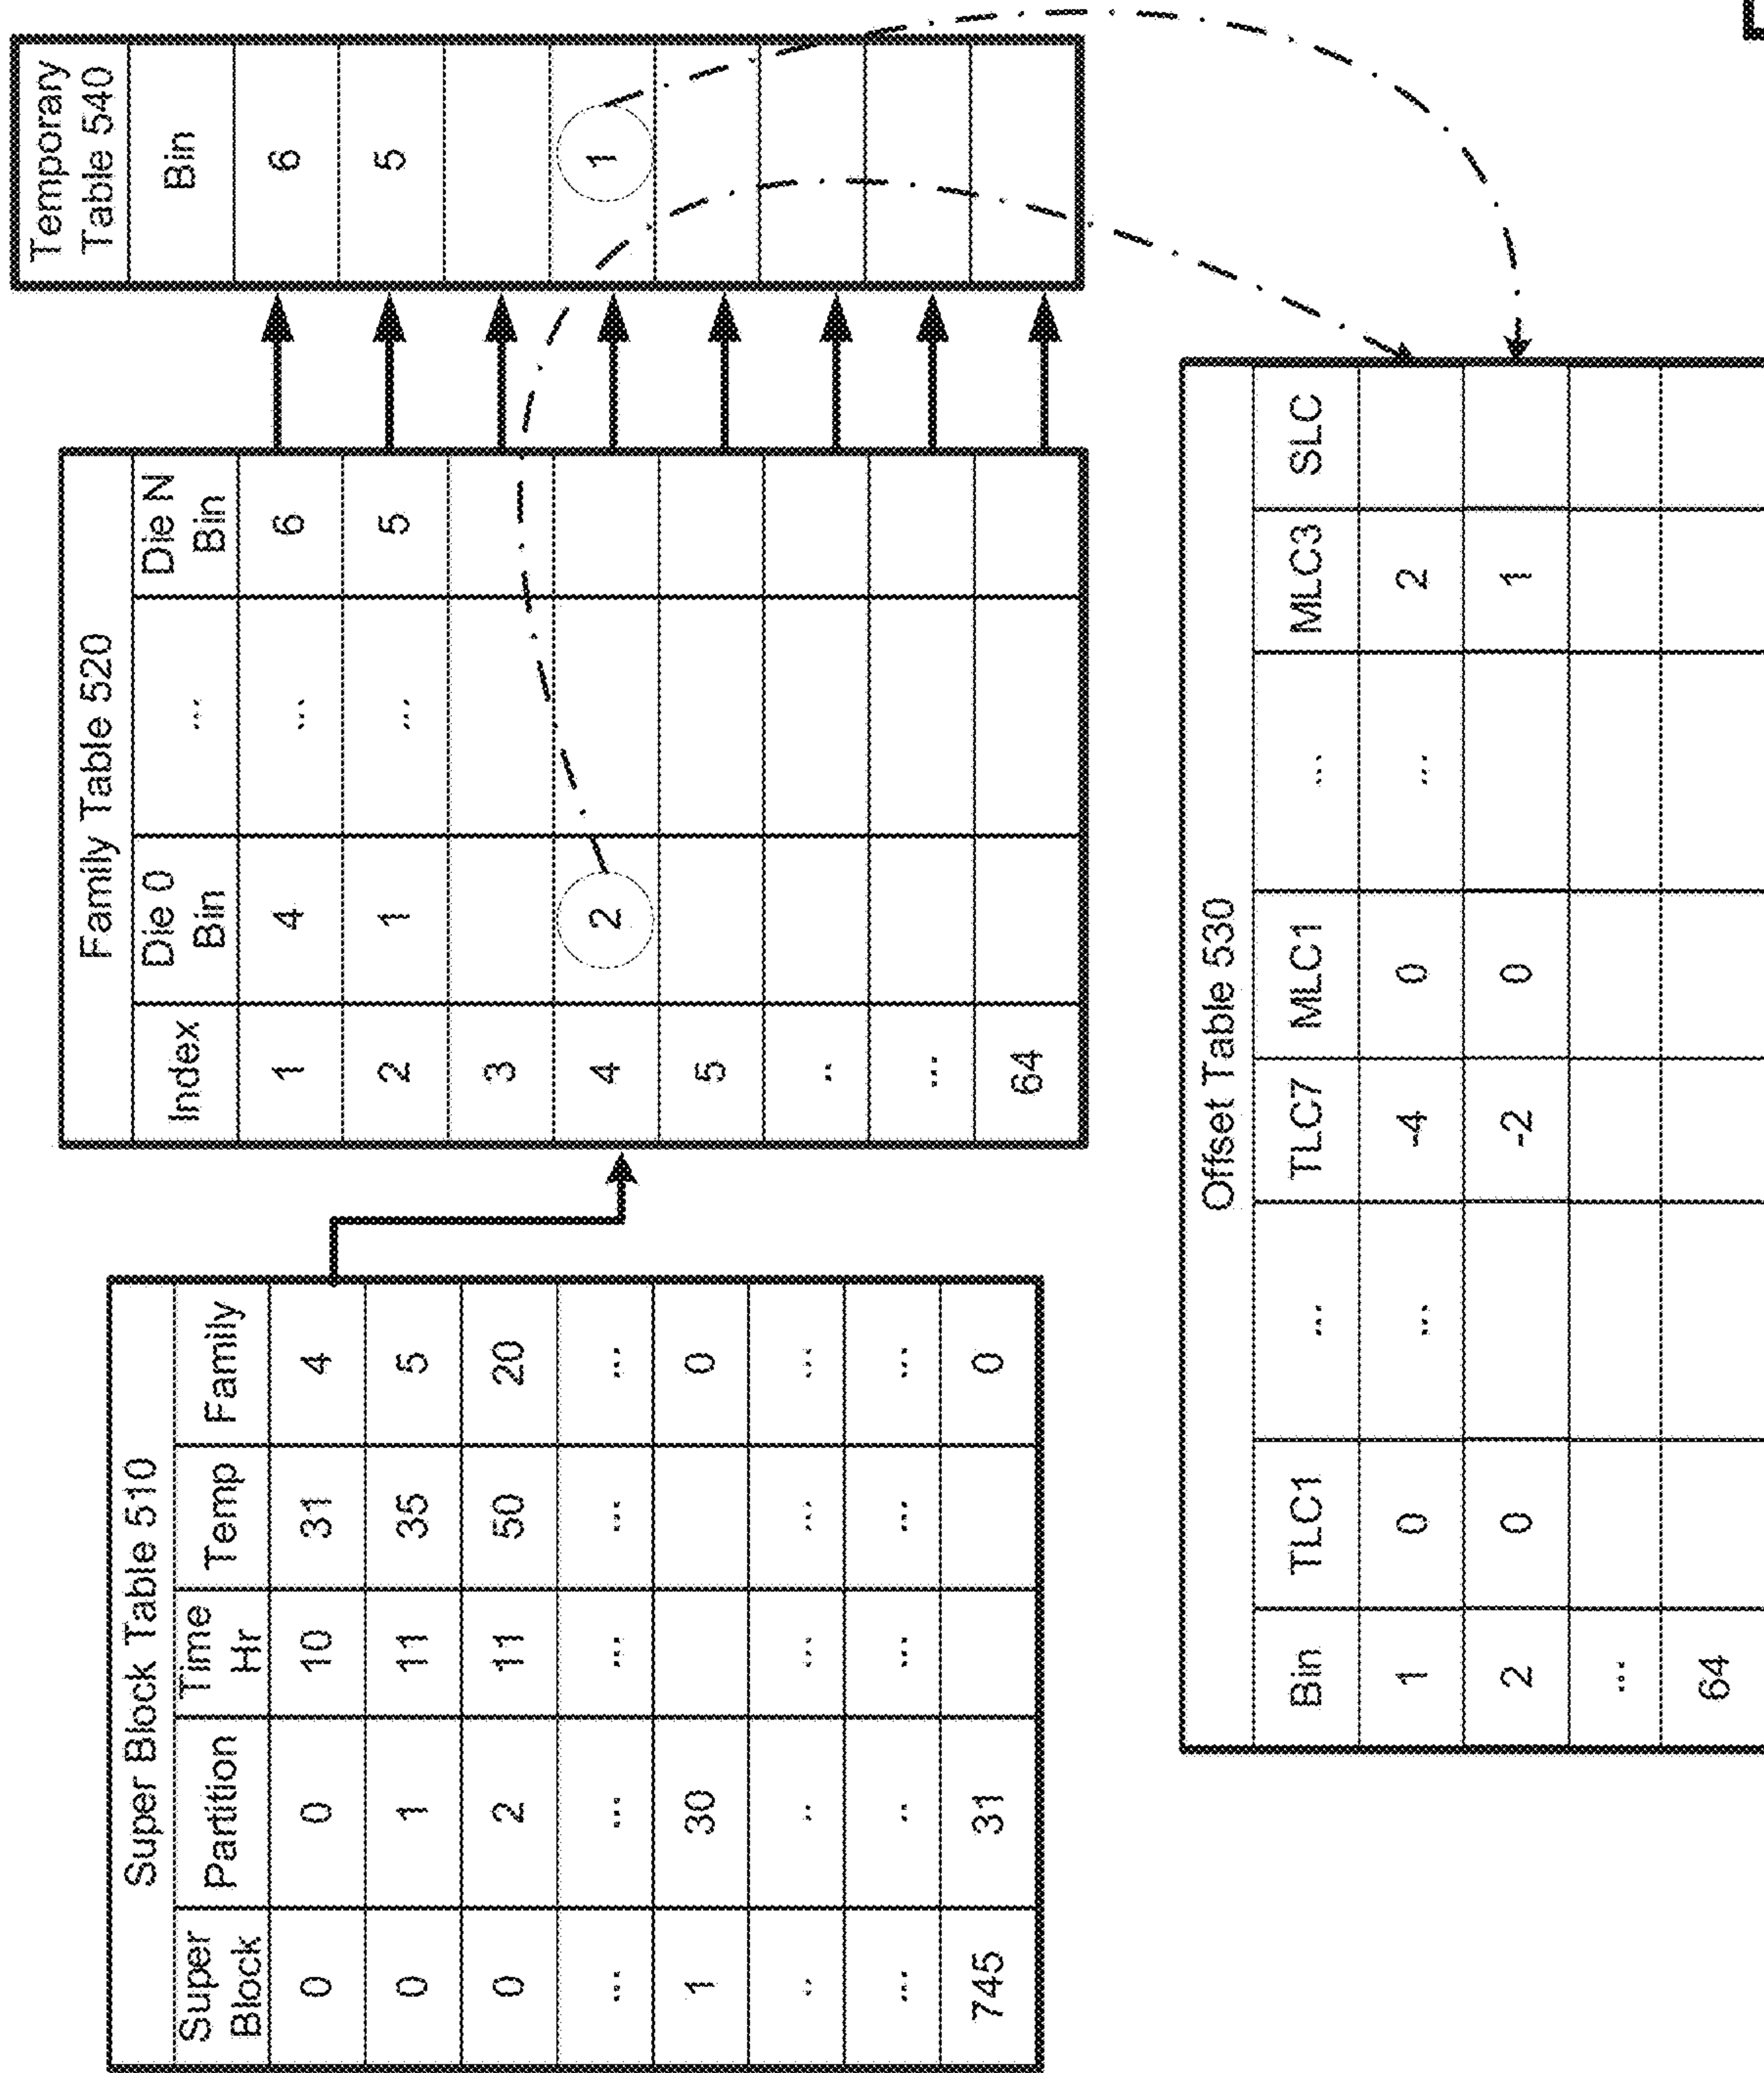 Super Block Table 510
Super Block Partition Time Hr Temp Family
0 0 10 31 4
0 1 11 35 5
0 2 11 50 20
... ... ... ... ...
1 30 0
.. .. ... ... ...
... .. ... ... ...
745 31 0
Family Table 520
Index Die 0 Bin ... Die N Bin
1 4 ... 6
2 1 ... 5
3
4 2
5
..
...
64
Temporary
Table 540
Bin
6
5
1
Offset Table 530
Bin TLC1 ... TLC7 MLC1 ... MLC3 SLC
1 0 ... -4 0 ... 2
2 0 -2 0 1
...
64